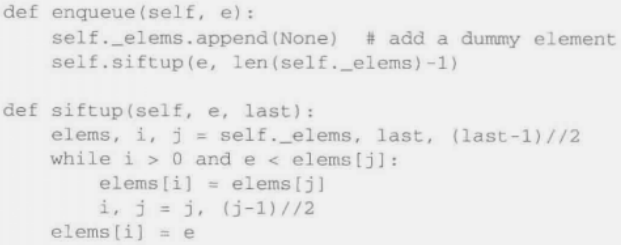 def enqueue(self, e):
    self._elems.append(None)  # add a dummy element
    self.siftup(e, len(self._elems)-1)

def siftup(self, e, last):
    elems, i, j = self._elems, last, (last-1)//2
    while i > 0 and e < elems[j]:
        elems[i] = elems[j]
        i, j = j, (j-1)//2
    elems[i] = e